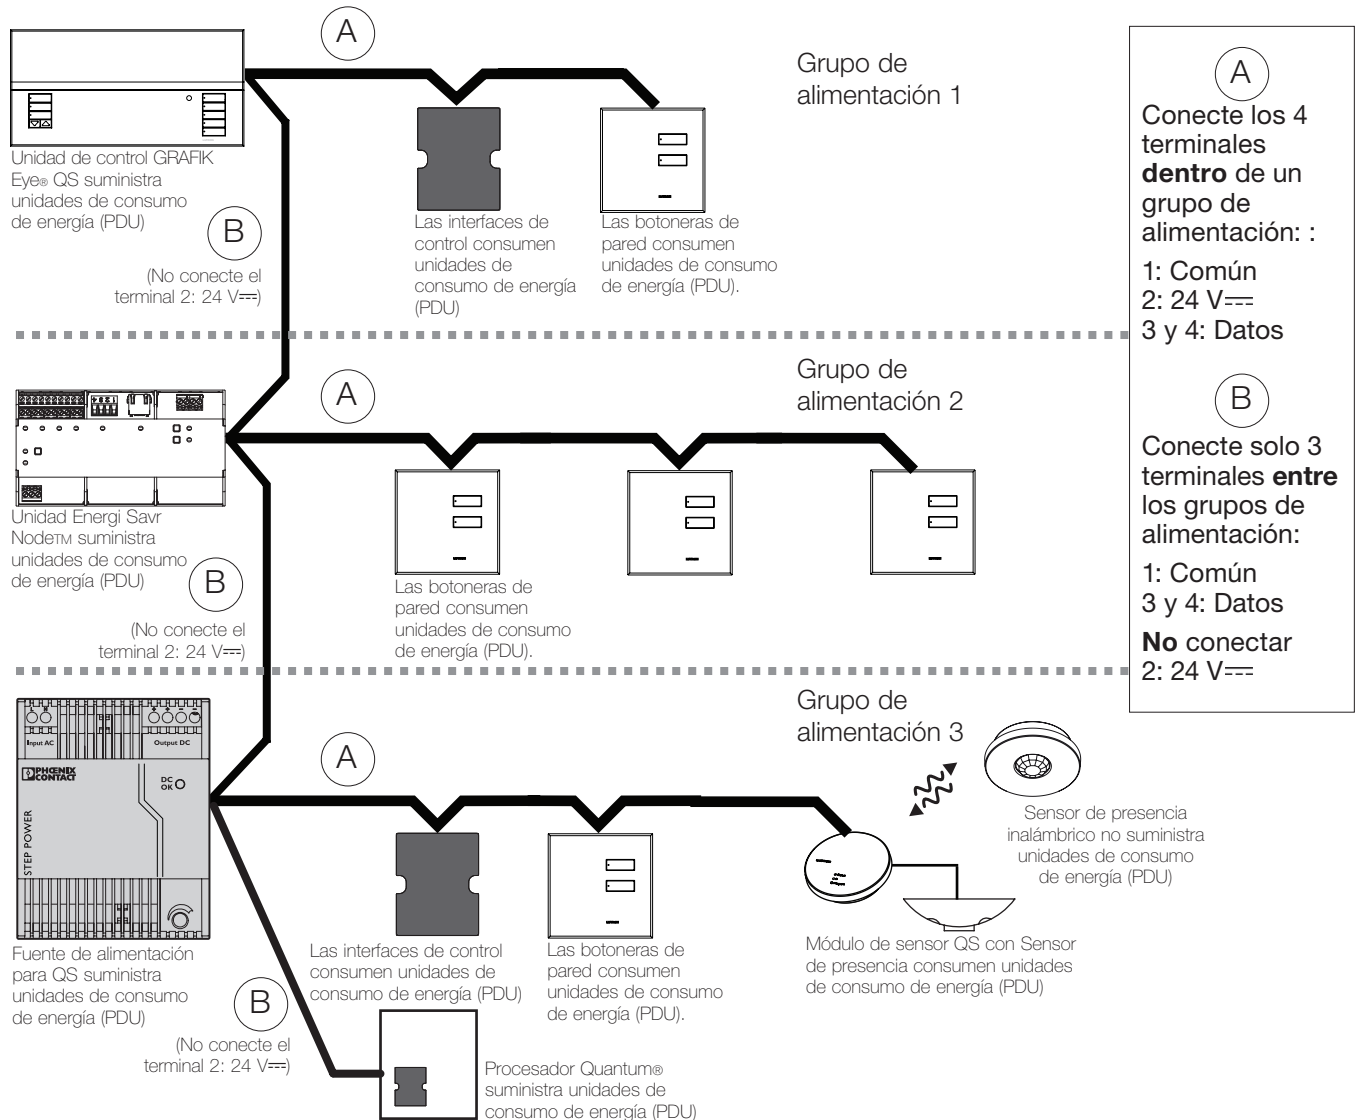 A
Grupo de
alimentación 1
Unidad de control GRAFIK
Eye® QS suministra
unidades de consumo
de energía (PDU)
B
(No conecte el
terminal 2: 24 V⎓)
Las interfaces de
control consumen
unidades de
consumo de energía
(PDU)
Las botoneras de
pared consumen
unidades de consumo
de energía (PDU).
A
Conecte los 4
terminales
dentro de un
grupo de
alimentación: :
1: Común
2: 24 V⎓
3 y 4: Datos
B
Conecte solo 3
terminales entre
los grupos de
alimentación:
1: Común
3 y 4: Datos
No conectar
2: 24 V⎓
A
Grupo de
alimentación 2
Unidad Energi Savr
Node™ suministra
unidades de consumo
de energía (PDU)
B
(No conecte el
terminal 2: 24 V⎓)
Las botoneras de
pared consumen
unidades de consumo
de energía (PDU).
Grupo de
alimentación 3
A
L N
+ + − −
Input AC
Output DC
PHŒNIX
CONTACT
DC
OK
STEP POWER
Fuente de alimentación
para QS suministra
unidades de consumo
de energía (PDU)
B
(No conecte el
terminal 2: 24 V⎓)
Las interfaces de control
consumen unidades de
consumo de energía (PDU)
Las botoneras de
pared consumen
unidades de consumo
de energía (PDU).
Sensor de presencia
inalámbrico no suministra
unidades de consumo
de energía (PDU)
Módulo de sensor QS con Sensor
de presencia consumen unidades
de consumo de energía (PDU)
Procesador Quantum®
suministra unidades de
consumo de energía (PDU)